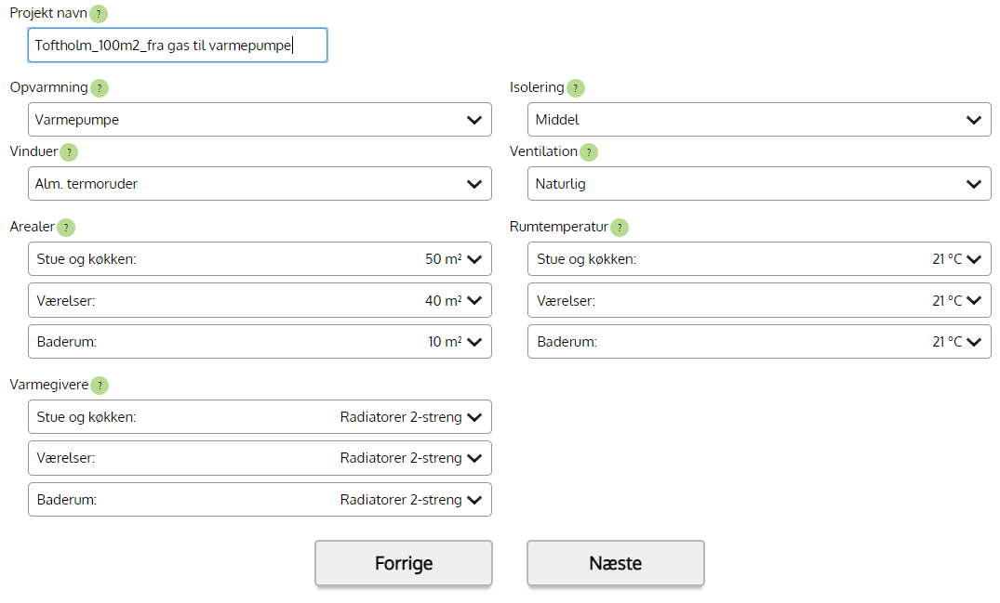 Projekt navn ?
Toftholm_100m2_fra gas til varmepumpe
Opvarmning ?
Varmepumpe
Isolering ?
Middel
Vinduer ?
Alm. termoruder
Ventilation ?
Naturlig
Arealer ?
Stue og køkken: 50 m²
Værelser: 40 m²
Baderum: 10 m²
Rumtemperatur ?
Stue og køkken: 21 °C
Værelser: 21 °C
Baderum: 21 °C
Varmegivere ?
Stue og køkken: Radiatorer 2-streng
Værelser: Radiatorer 2-streng
Baderum: Radiatorer 2-streng
Forrige
Næste